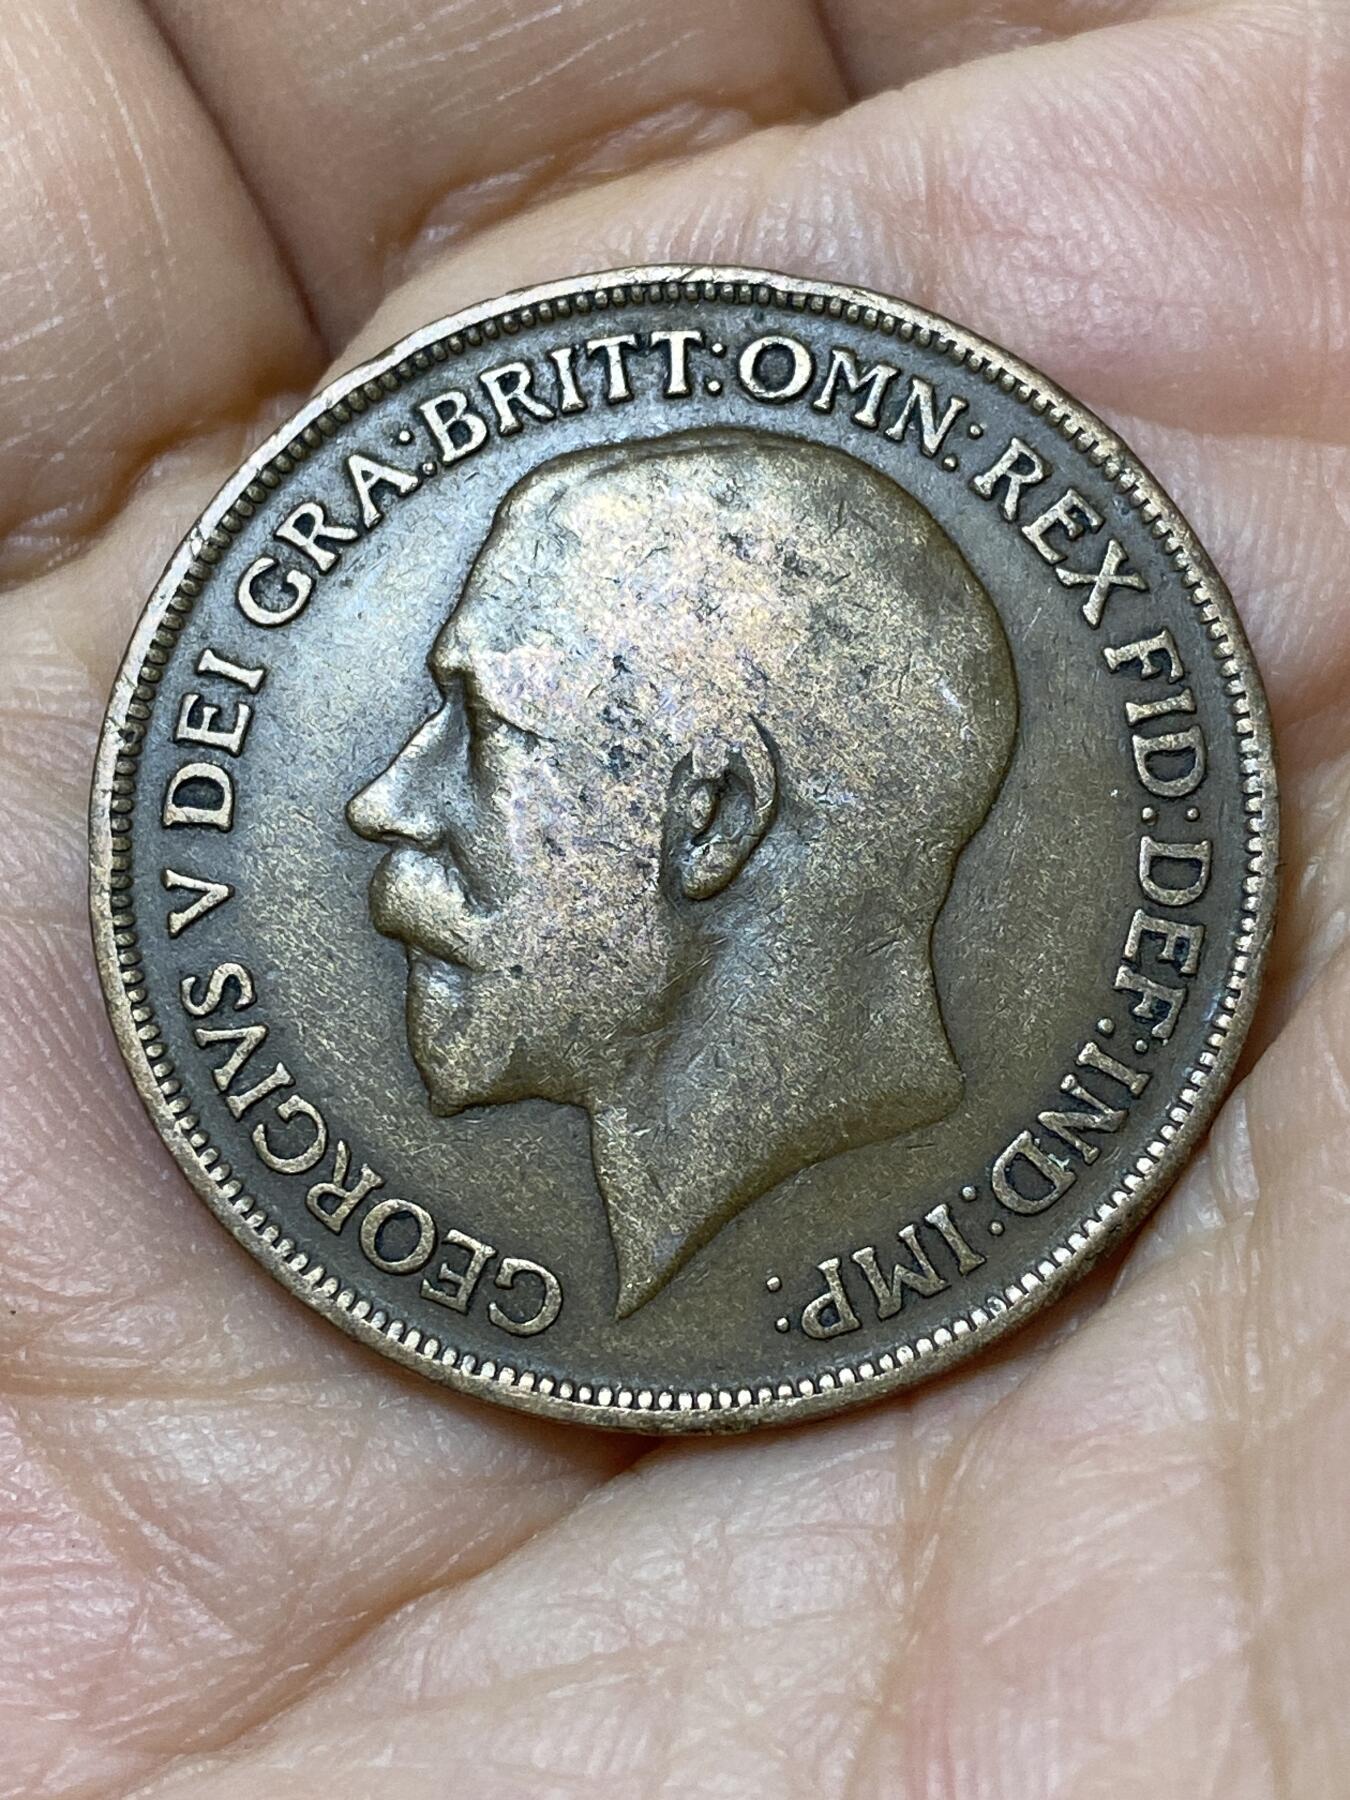 GEORGIVS V DEI GRA: BRITT: OMN: REX FID: DEF: IND: IMP: